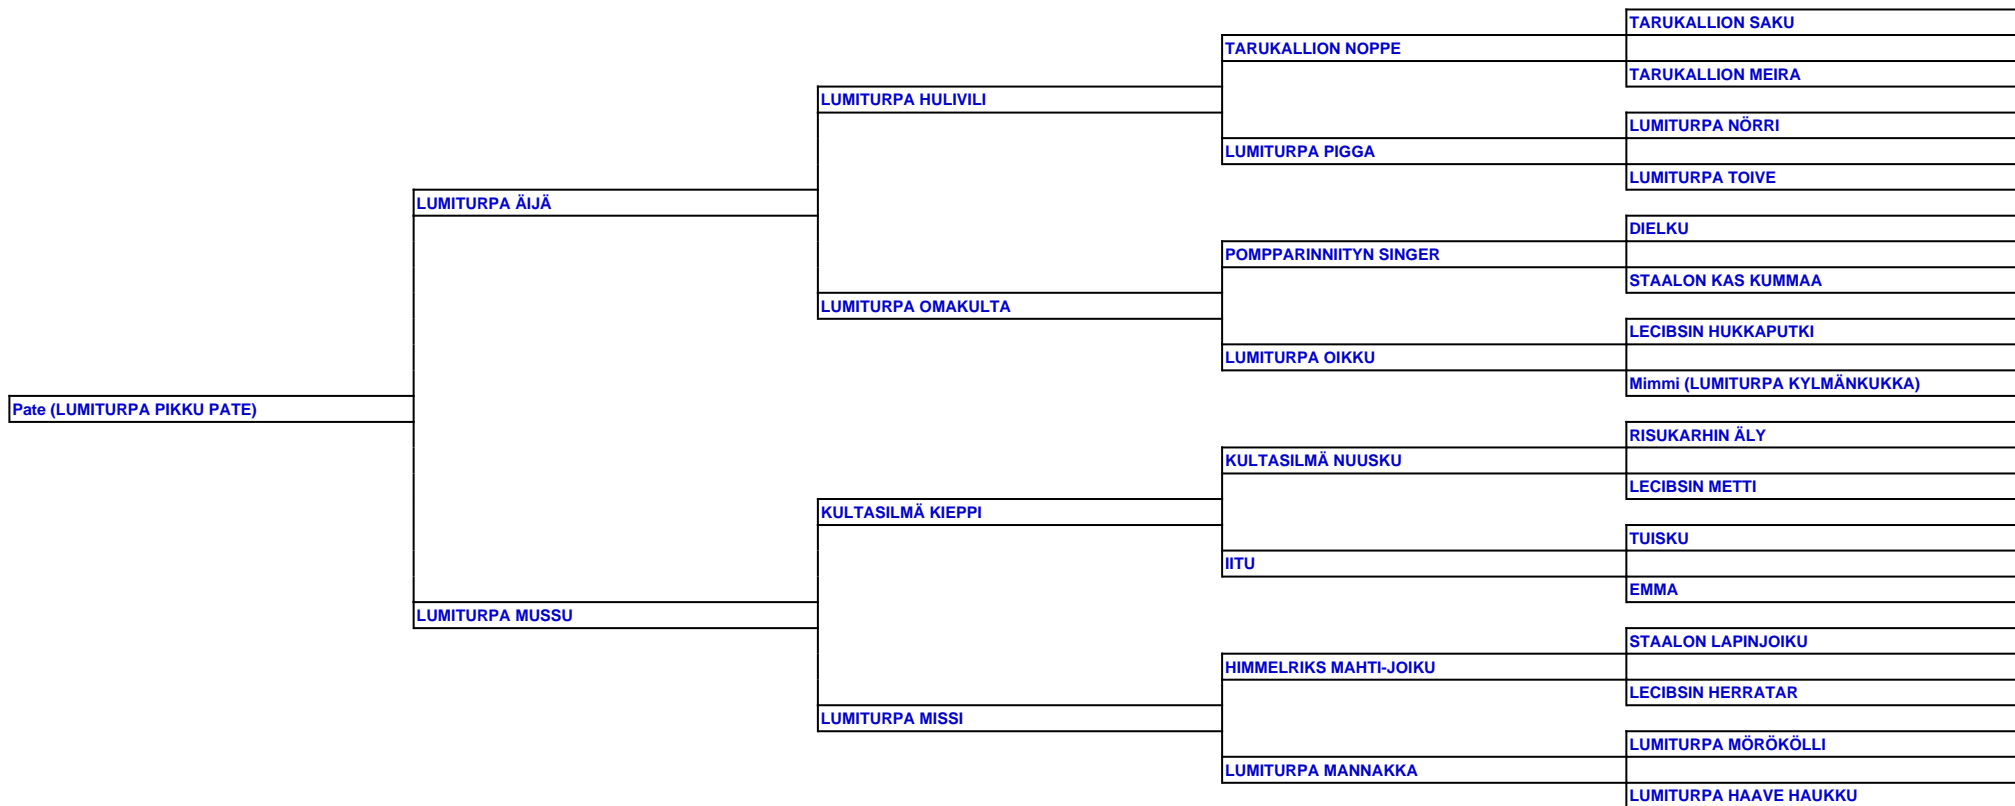 TARUKALLION SAKU
TARUKALLION NOPPE
TARUKALLION MEIRA
LUMITURPA HULIVILI
LUMITURPA NÖRRI
LUMITURPA PIGGA
LUMITURPA TOIVE
LUMITURPA ÄIJÄ
DIELKU
POMPPARINNIITYN SINGER
STAALON KAS KUMMAA
LUMITURPA OMAKULTA
LECIBSIN HUKKAPUTKI
LUMITURPA OIKKU
Mimmi (LUMITURPA KYLMÄNKUKKA)
Pate (LUMITURPA PIKKU PATE)
RISUKARHIN ÄLY
KULTASILMÄ NUUSKU
LECIBSIN METTI
KULTASILMÄ KIEPPI
TUISKU
IITU
EMMA
LUMITURPA MUSSU
STAALON LAPINJOIKU
HIMMELRIKS MAHTI-JOIKU
LECIBSIN HERRATAR
LUMITURPA MISSI
LUMITURPA MÖRÖKÖLLI
LUMITURPA MANNAKKA
LUMITURPA HAAVE HAUKKU